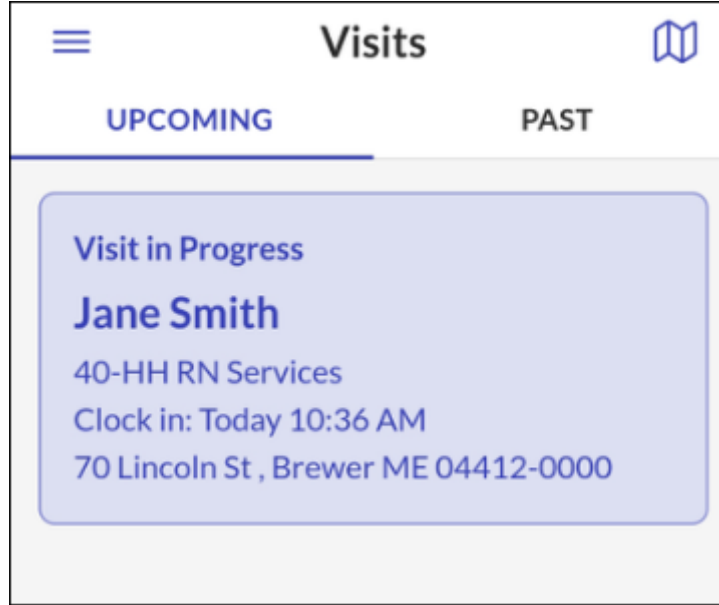 Visits
UPCOMING PAST
Visit in Progress
Jane Smith
40-HH RN Services
Clock in: Today 10:36 AM
70 Lincoln St , Brewer ME 04412-0000